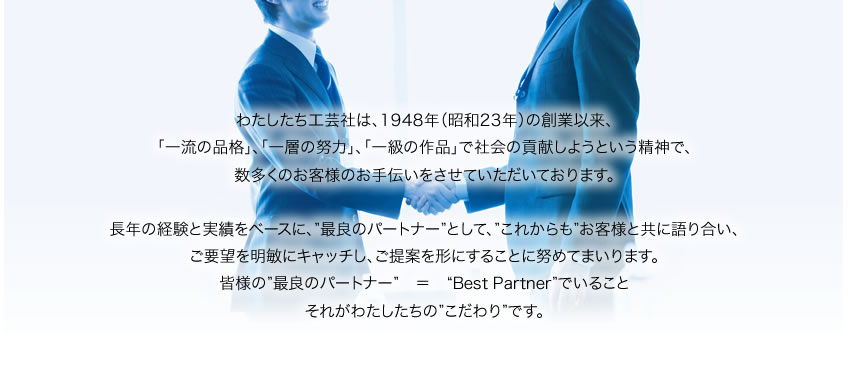 わたしたち工芸社は、1948年（昭和23年）の創業以来、
「一流の品格」、「一層の努力」、「一級の作品」で社会の貢献しようという精神で、
数多くのお客様のお手伝いをさせていただいております。
長年の経験と実績をベースに、”最良のパートナー”として、”これからも”お客様と共に語り合い、
ご要望を明敏にキャッチし、ご提案を形にすることに努めてまいります。
皆様の”最良のパートナー”　＝　“Best Partner”でいること
それがわたしたちの”こだわり”です。